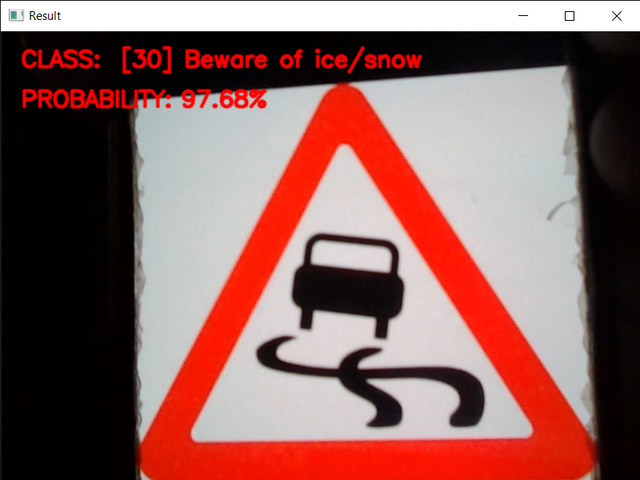 Result
CLASS: [30] Beware of ice/snow
PROBABILITY: 97.68%